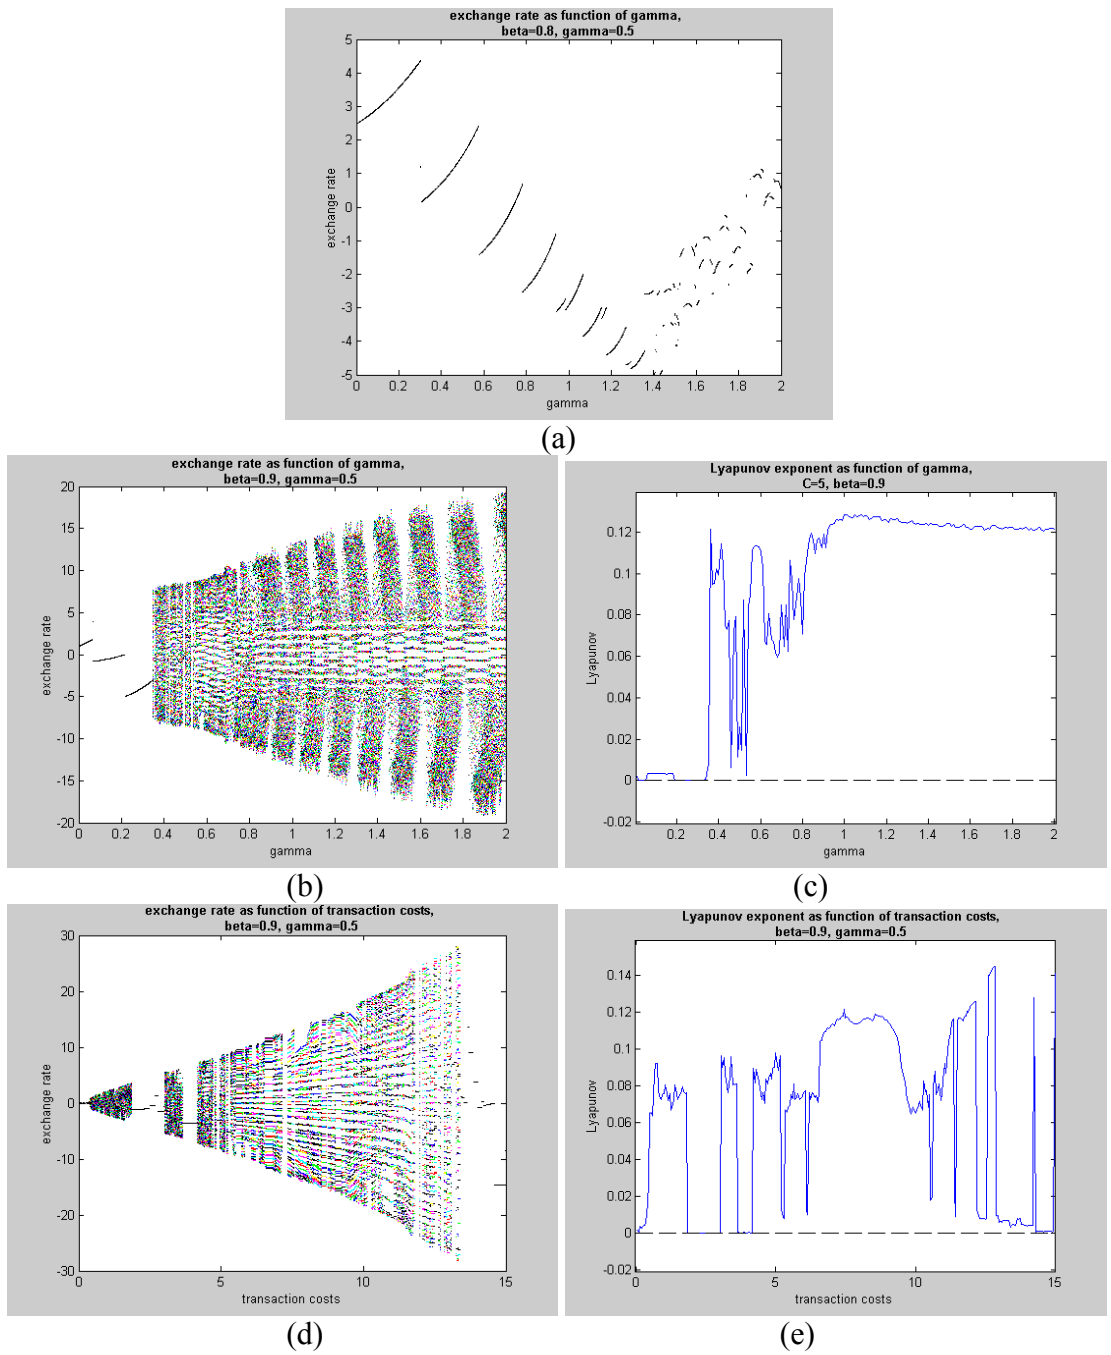 exchange rate as function of gamma,
beta=0.8, gamma=0.5
5
4
3
2
1
0
-1
-2
-3
-4
-5
exchange rate
0 0.2 0.4 0.6 0.8 1 1.2 1.4 1.6 1.8 2
gamma
(a)
exchange rate as function of gamma,
beta=0.9, gamma=0.5
20
15
10
5
0
-5
-10
-15
-20
exchange rate
0 0.2 0.4 0.6 0.8 1 1.2 1.4 1.6 1.8 2
gamma
(b)
Lyapunov exponent as function of gamma,
C=5, beta=0.9
0.12
0.1
0.08
0.06
0.04
0.02
0
-0.02
Lyapunov
0.2 0.4 0.6 0.8 1 1.2 1.4 1.6 1.8 2
gamma
(c)
exchange rate as function of transaction costs,
beta=0.9, gamma=0.5
30
20
10
0
-10
-20
-30
exchange rate
0 5 10 15
transaction costs
(d)
Lyapunov exponent as function of transaction costs,
beta=0.9, gamma=0.5
0.14
0.12
0.1
0.08
0.06
0.04
0.02
0
-0.02
Lyapunov
0 5 10 15
transaction costs
(e)